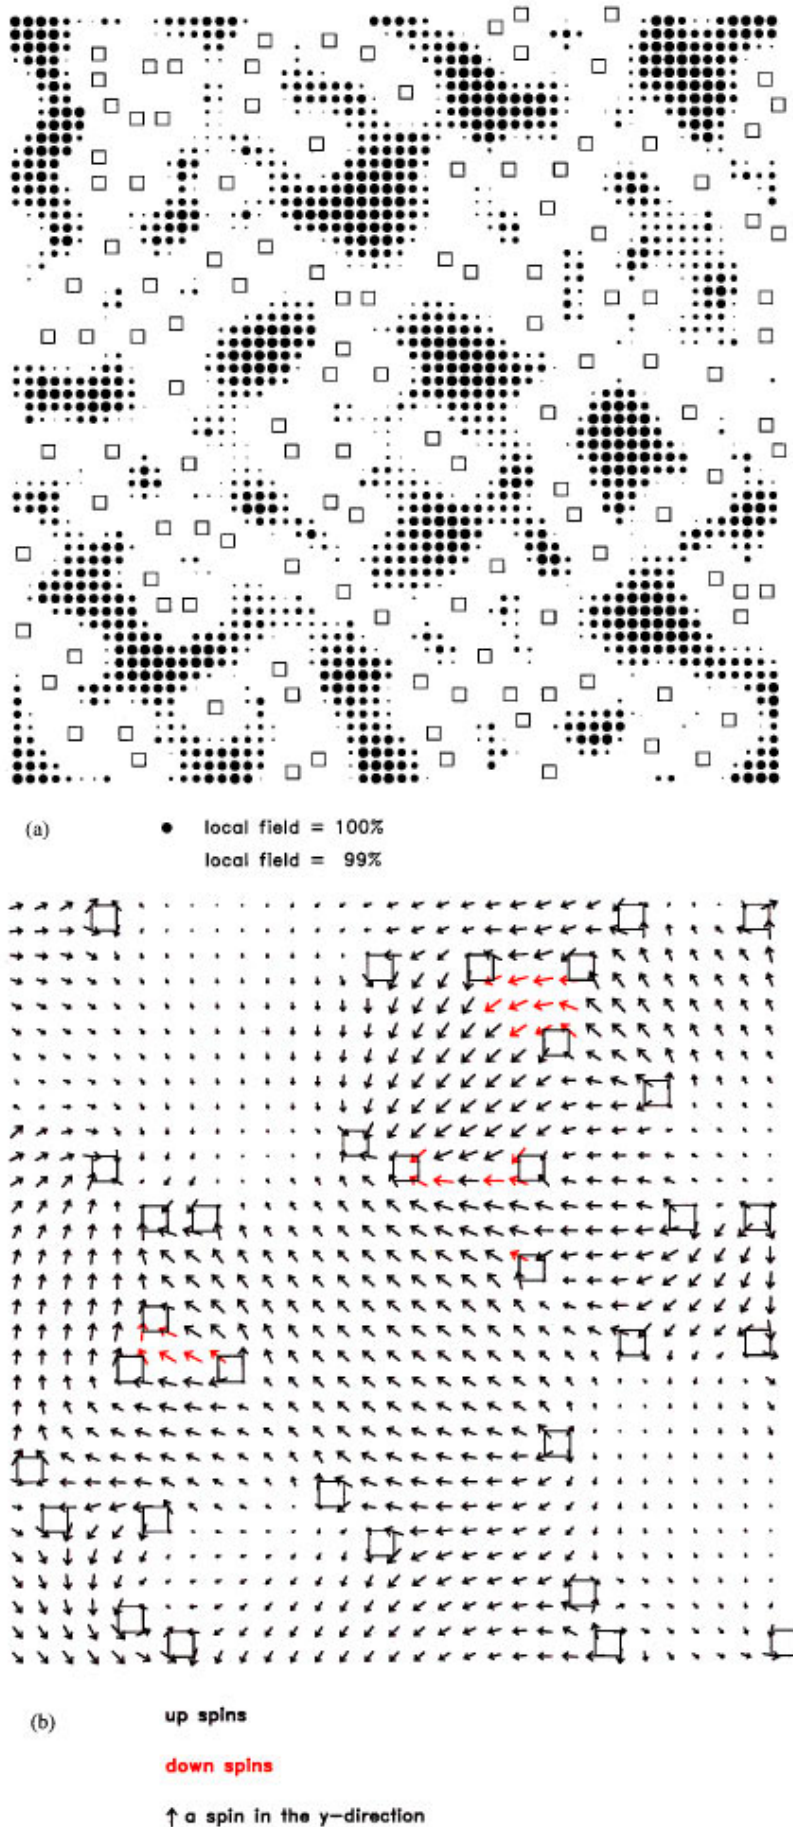 (a)
● local field = 100%
local field = 99%
(b)
up spins
down spins
↑ a spin in the y-direction